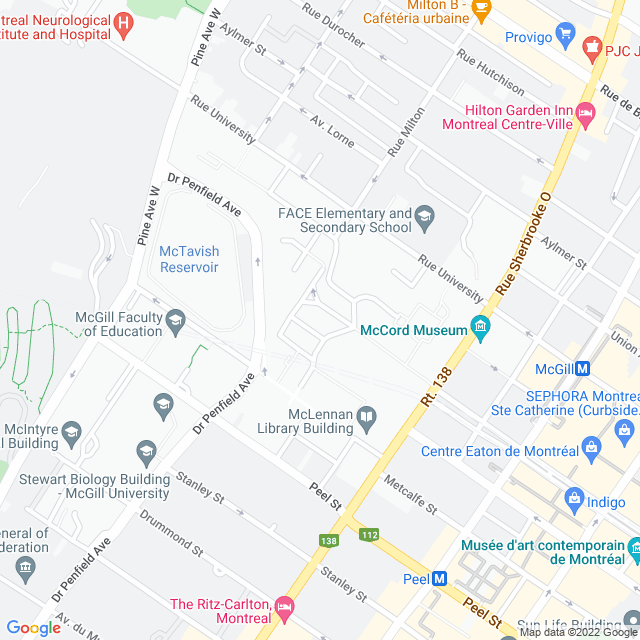 Milton B -
Cafétéria urbaine
Provigo
PJC J
ntreal Neurological
titute and Hospital
Pine Ave W
Aylmer St
Rue Durocher
Rue Hutchison
Rue de B
Hilton Garden Inn
Montreal Centre-Ville
Rue University
Av. Lorne
Rue Milton
Dr Penfield Ave
Pine Ave W
McTavish
Reservoir
FACE Elementary and
Secondary School
Rue University
Rue Sherbrooke O
Aylmer St
McGill Faculty
of Education
McCord Museum
Union
McGill M
Rt. 138
SEPHORA Montrea
Ste Catherine (Curbside.
Dr Penfield Ave
McLennan
Library Building
McIntyre
l Building
Centre Eaton de Montréal
Stewart Biology Building
- McGill University
Stanley St
Peel St
Metcalfe St
Indigo
General of
deration
Drummond St
138
112
Musée d'art contemporain
de Montréal
Dr Penfield Ave
Stanley St
Peel M
The Ritz-Carlton,
Montreal
Peel St
Av. du M
Sun Life Building
Google
Map data ©2022 Google